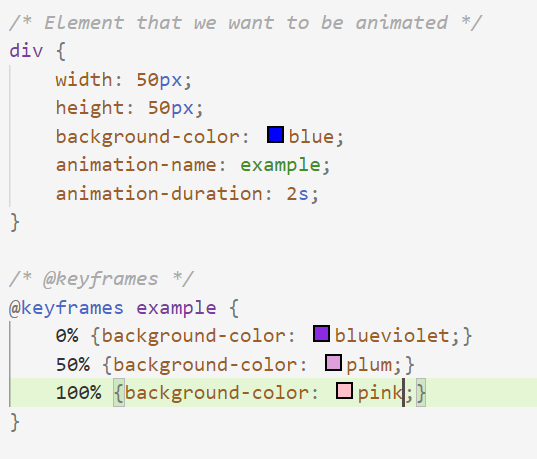 /* Element that we want to be animated */
div {
width: 50px;
height: 50px;
background-color: blue;
animation-name: example;
animation-duration: 2s;
}
/* @keyframes */
@keyframes example {
0% {background-color: blueviolet;}
50% {background-color: plum;}
100% {background-color: pink;}
}